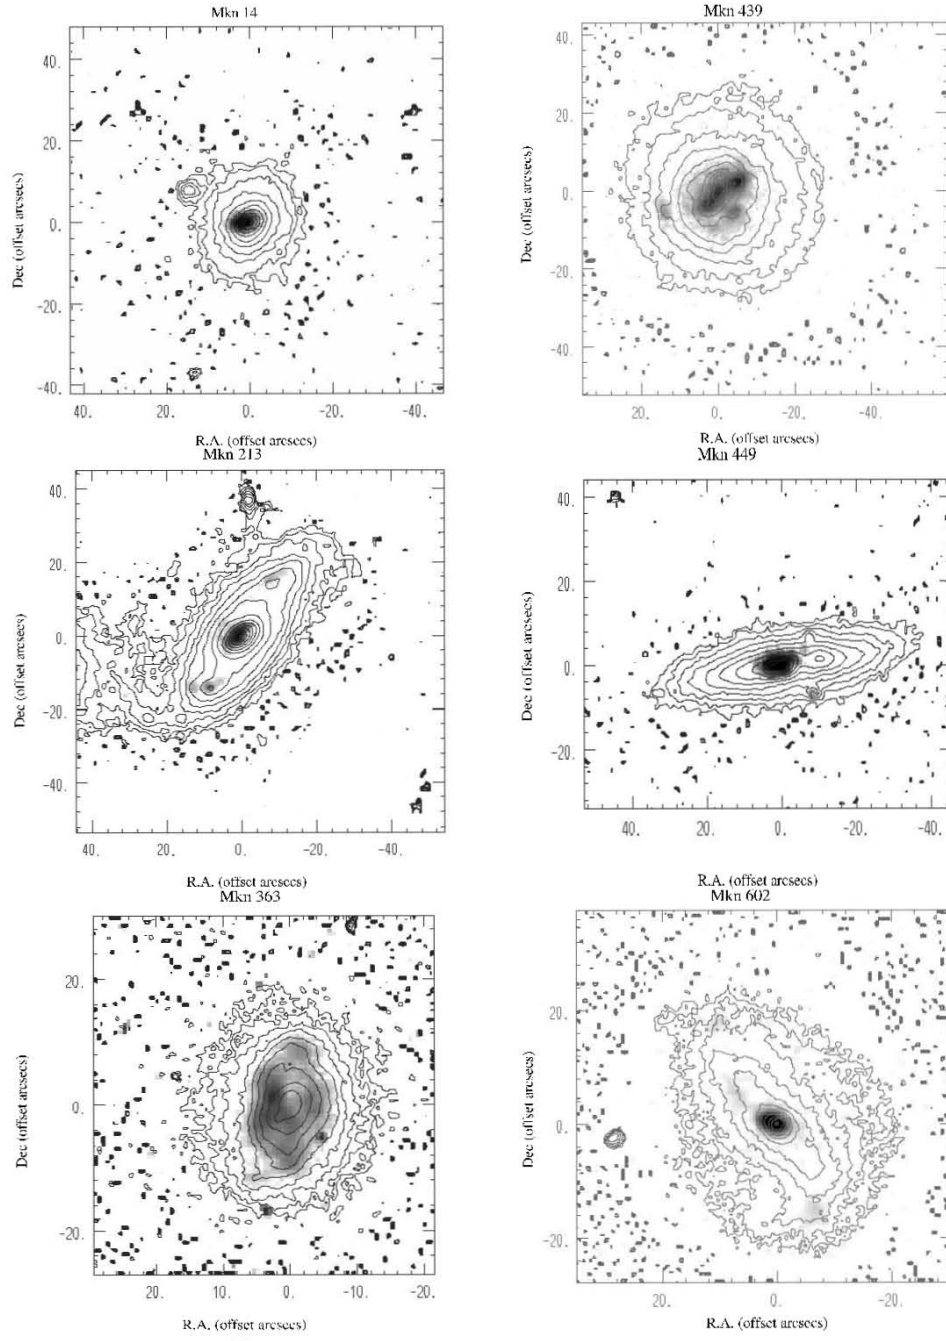 Mkn 14
40.
20.
0.
-20.
-40.
Dec (offset arcsecs)
40.
20.
0.
-20.
-40.
R.A. (offset arcsecs)
Mkn 439
40.
20.
0.
-20.
-40.
Dec (offset arcsecs)
20.
0.
-20.
-40.
R.A. (offset arcsecs)
Mkn 213
40.
20.
0.
-20.
-40.
Dec (offset arcsecs)
40.
20.
0.
-20.
-40.
R.A. (offset arcsecs)
Mkn 449
40.
20.
0.
-20.
Dec (offset arcsecs)
40.
20.
0.
-20.
-40.
R.A. (offset arcsecs)
Mkn 363
20.
0.
-20.
Dec (offset arcsecs)
20.
10.
0.
-10.
-20.
R.A. (offset arcsecs)
Mkn 602
20.
0.
-20.
Dec (offset arcsecs)
20.
0.
-20.
R.A. (offset arcsecs)